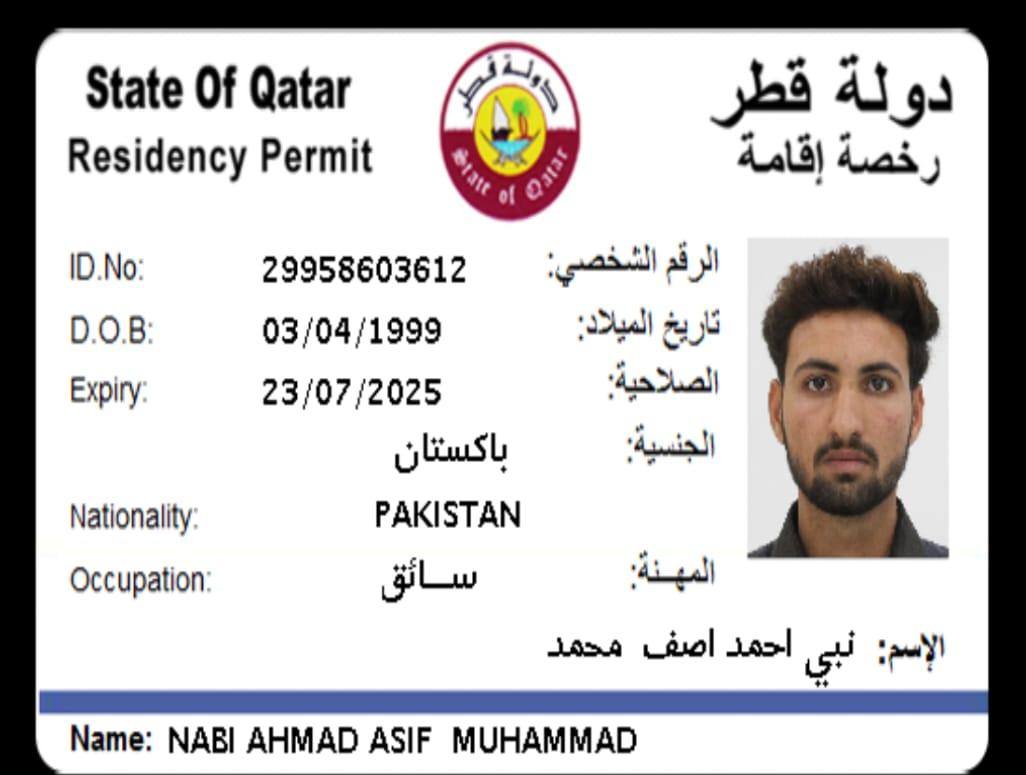 State Of Qatar
دولة قطر
Residency Permit
رخصة إقامة
دولة قطر
State of Qatar
ID.No: 29958603612 الرقم الشخصي:
D.O.B: 03/04/1999 تاريخ الميلاد:
Expiry: 23/07/2025 الصلاحية:
باكستان الجنسية:
Nationality: PAKISTAN
Occupation: سـائق المهـنة:
الإسم: نبي احمد اصف محمد
Name: NABI AHMAD ASIF MUHAMMAD